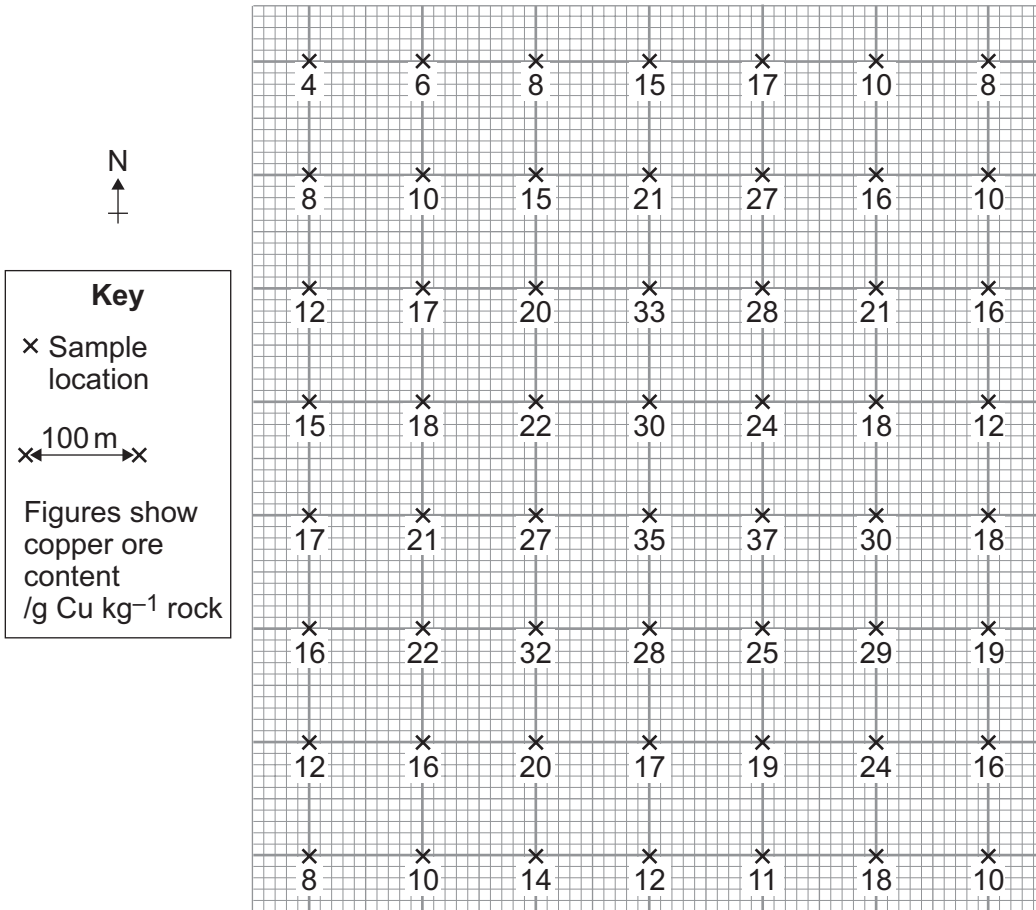 4 6 8 15 17 10 8
N
8 10 15 21 27 16 10
Key
× Sample
location
100 m
Figures show
copper ore
content
/g Cu kg⁻¹ rock
12 17 20 33 28 21 16
15 18 22 30 24 18 12
17 21 27 35 37 30 18
16 22 32 28 25 29 19
12 16 20 17 19 24 16
8 10 14 12 11 18 10